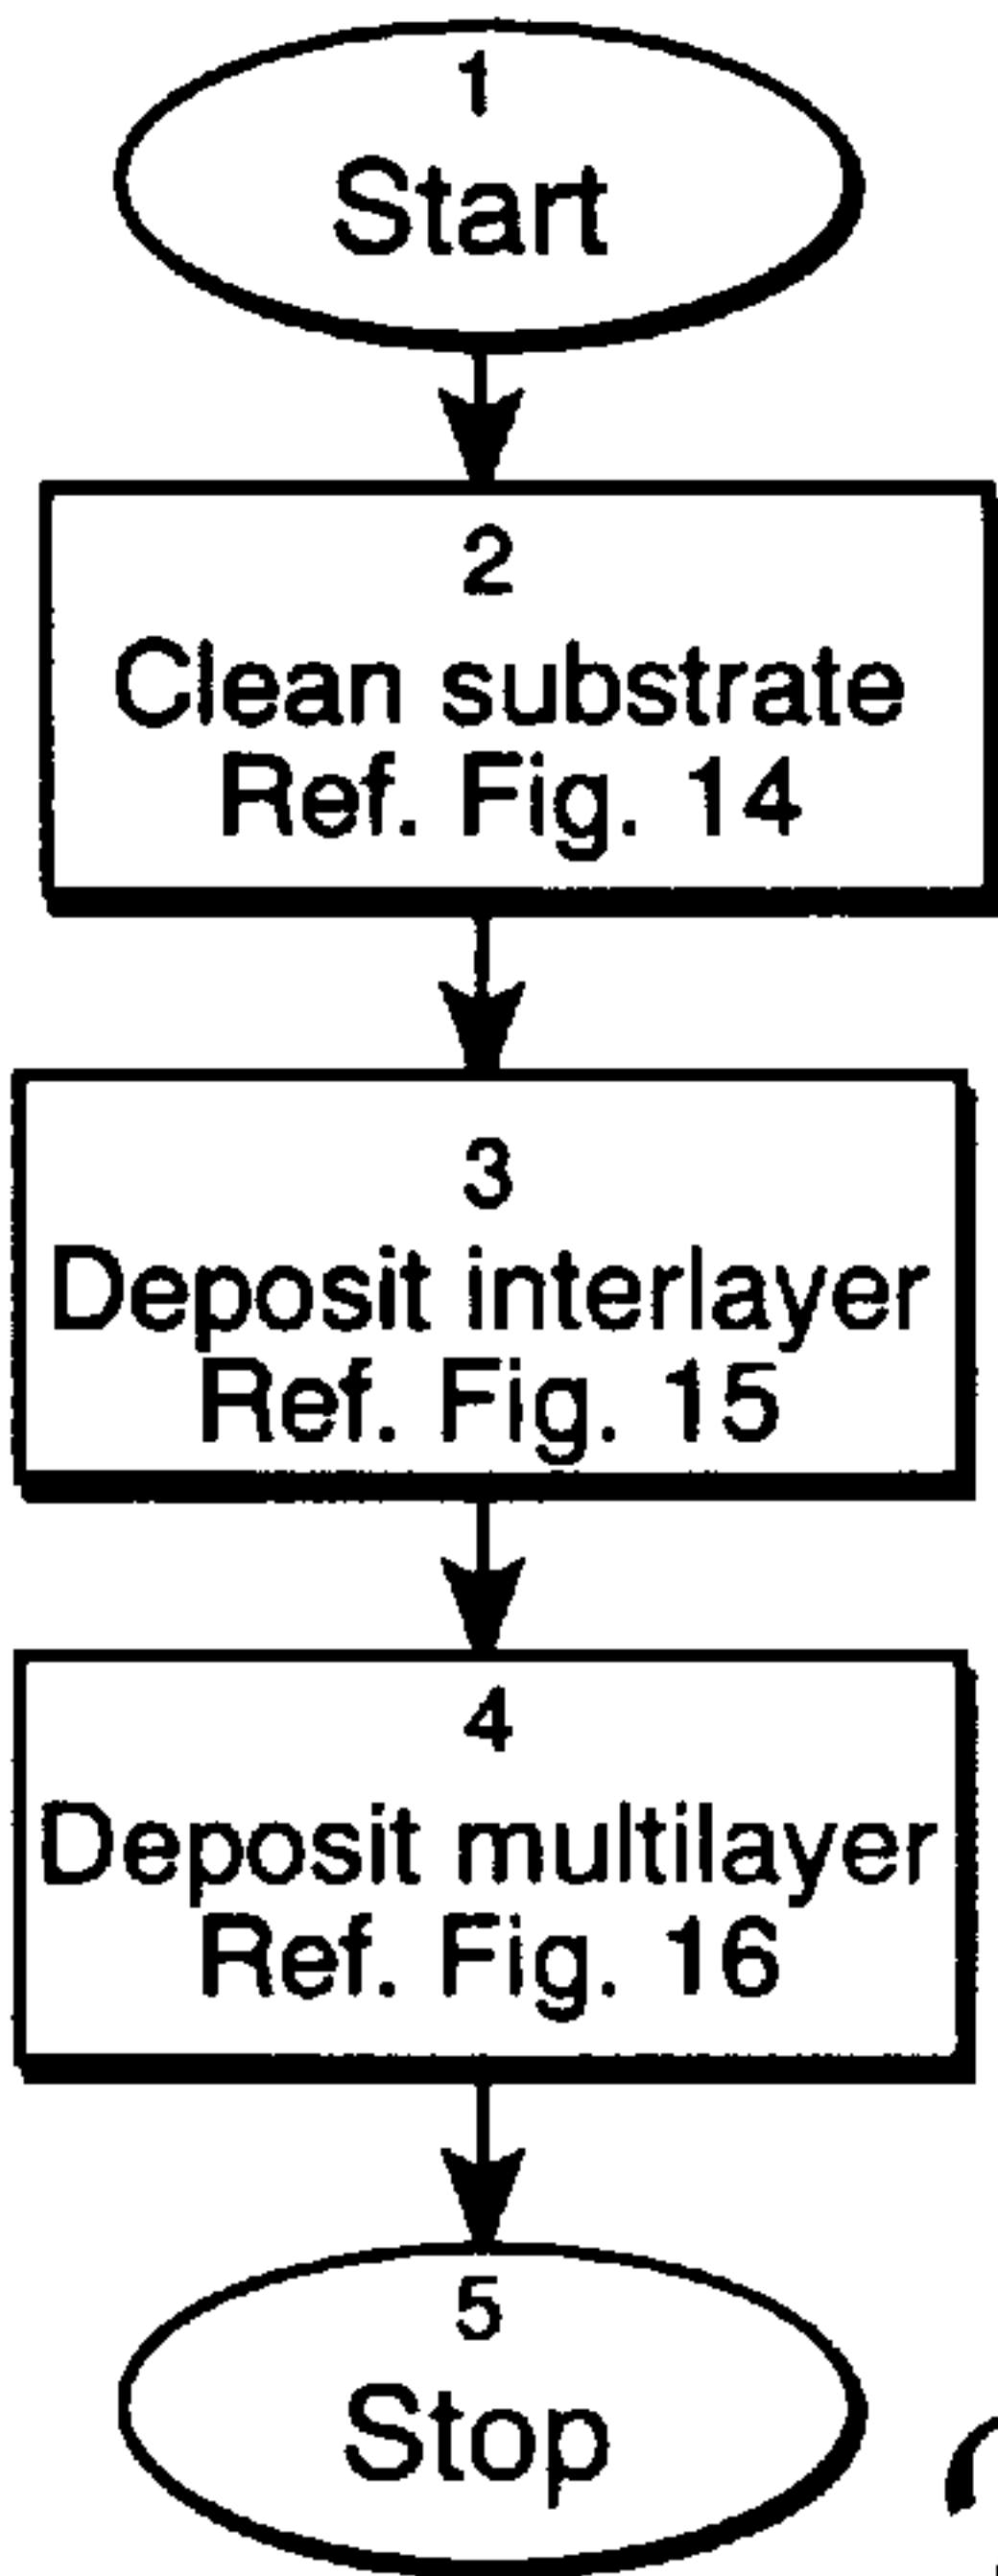 1
Start
2
Clean substrate
Ref. Fig. 14
3
Deposit interlayer
Ref. Fig. 15
4
Deposit multilayer
Ref. Fig. 16
5
Stop